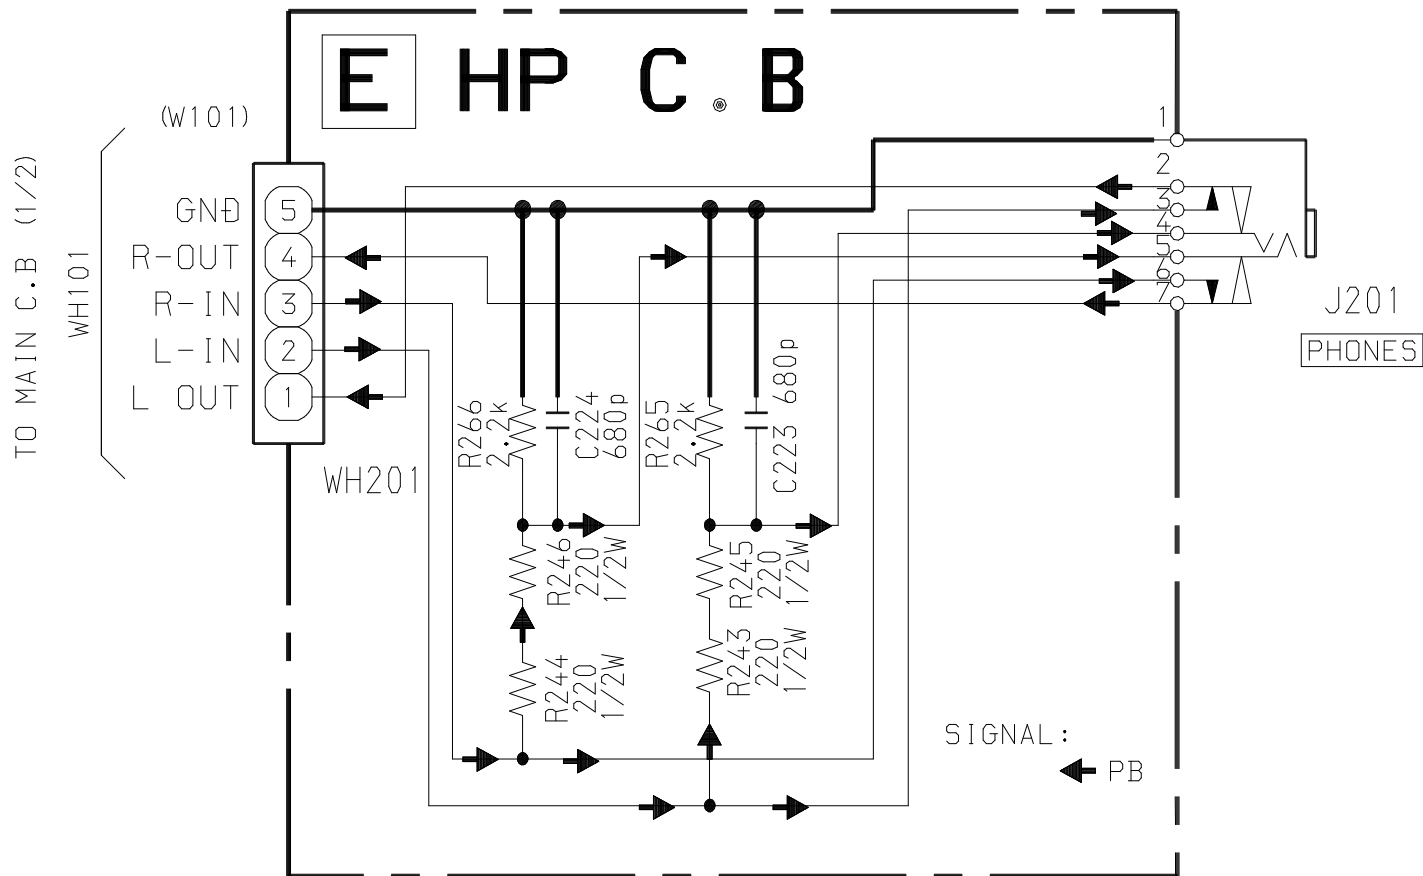 E HP C.B
(W101)
TO MAIN C.B (1/2)
WH101
GND 5
R-OUT 4
R-IN 3
L-IN 2
L OUT 1
WH201
1
2
3
4
5
6
7
J201
PHONES
R266
2.2k
C224
680p
R265
2.2k
C223 680p
R246
220
1/2W
R245
220
1/2W
R244
220
1/2W
R243
220
1/2W
SIGNAL:
PB